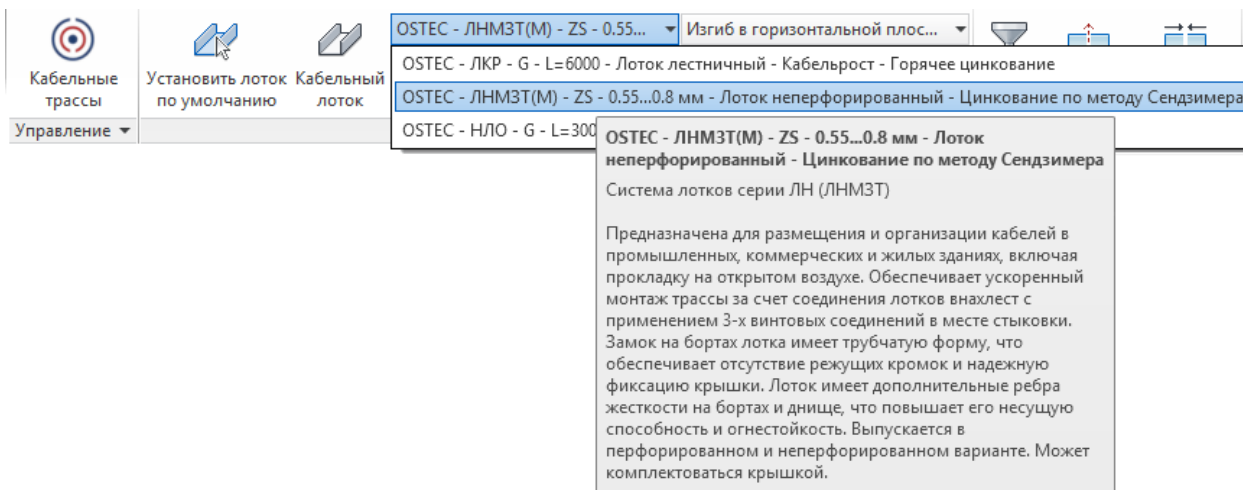 OSTEC - ЛНМЗТ(М) - ZS - 0.55...
Изгиб в горизонтальной плос...
Кабельные
трассы
Установить лоток
по умолчанию
Кабельный
лоток
Управление
OSTEC - ЛКР - G - L=6000 - Лоток лестничный - Кабельрост - Горячее цинкование
OSTEC - ЛНМЗТ(М) - ZS - 0.55...0.8 мм - Лоток неперфорированный - Цинкование по методу Сендзимера
OSTEC - НЛО - G - L=300
OSTEC - ЛНМЗТ(М) - ZS - 0.55...0.8 мм - Лоток
неперфорированный - Цинкование по методу Сендзимера
Система лотков серии ЛН (ЛНМЗТ)
Предназначена для размещения и организации кабелей в
промышленных, коммерческих и жилых зданиях, включая
прокладку на открытом воздухе. Обеспечивает ускоренный
монтаж трассы за счет соединения лотков внахлест с
применением 3-х винтовых соединений в месте стыковки.
Замок на бортах лотка имеет трубчатую форму, что
обеспечивает отсутствие режущих кромок и надежную
фиксацию крышки. Лоток имеет дополнительные ребра
жесткости на бортах и днище, что повышает его несущую
способность и огнестойкость. Выпускается в
перфорированном и неперфорированном варианте. Может
комплектоваться крышкой.